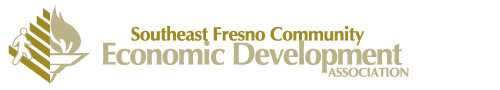 Southeast Fresno Community
Economic Development
ASSOCIATION